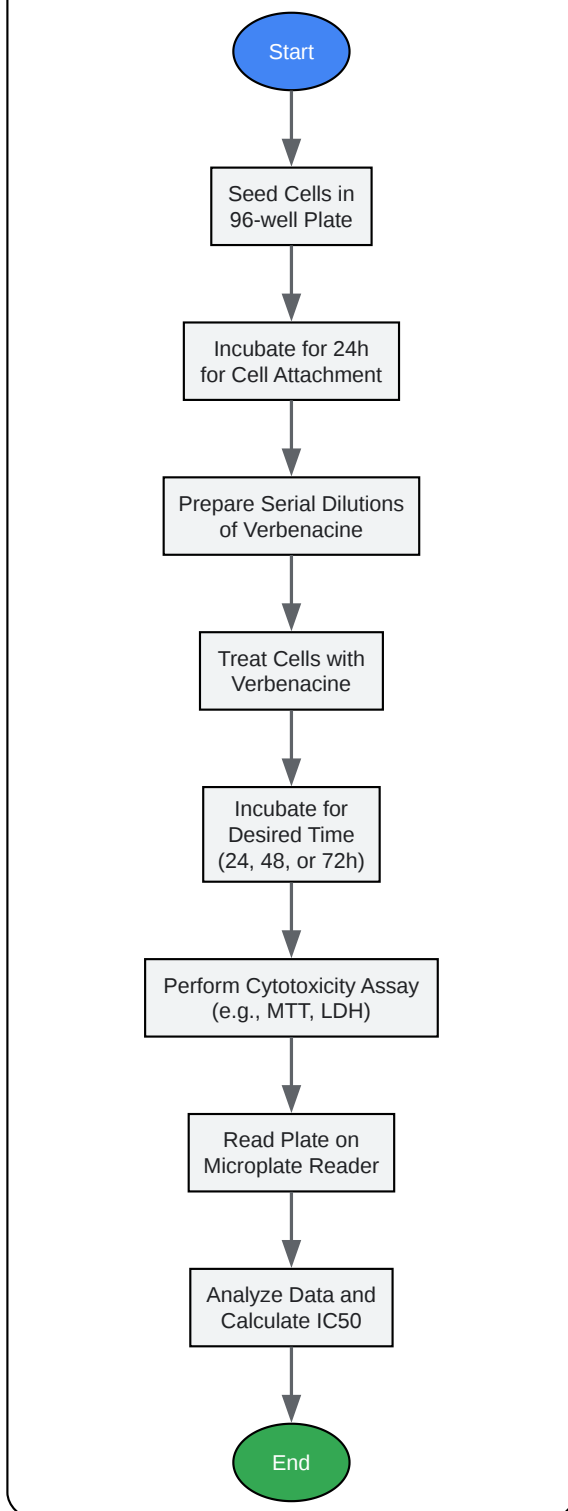 Start
Seed Cells in
96-well Plate
Incubate for 24h
for Cell Attachment
Prepare Serial Dilutions
of Verbenacine
Treat Cells with
Verbenacine
Incubate for
Desired Time
(24, 48, or 72h)
Perform Cytotoxicity Assay
(e.g., MTT, LDH)
Read Plate on
Microplate Reader
Analyze Data and
Calculate IC50
End